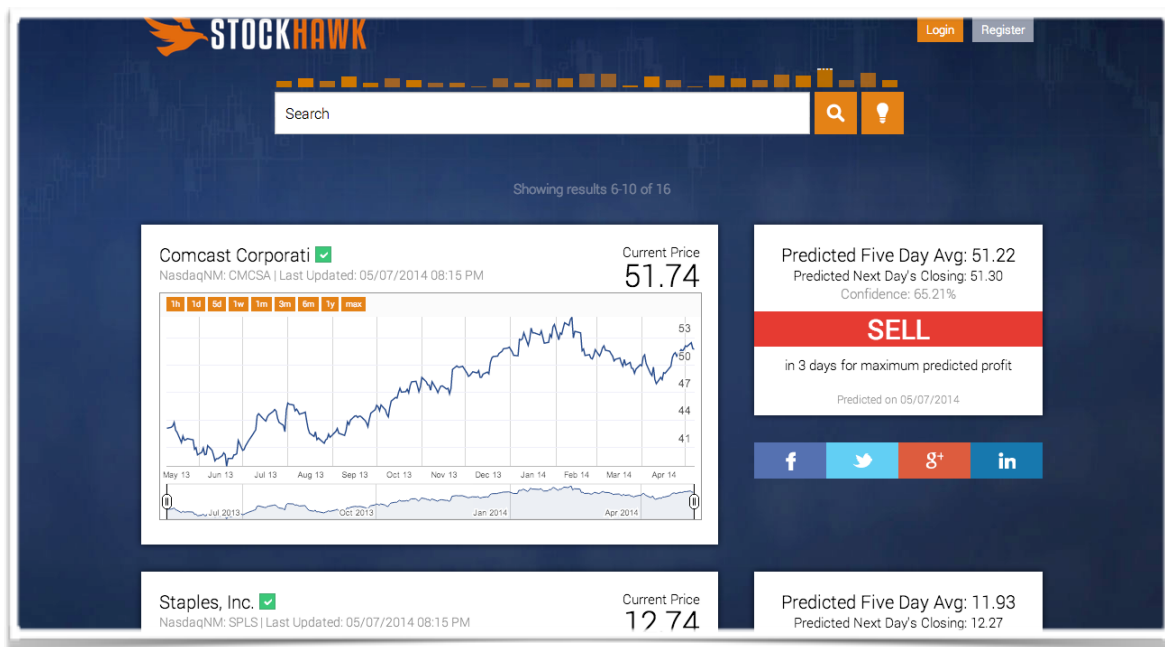 STOCKHAWK
Login Register
Search
Showing results 6-10 of 16
Comcast Corporati
NasdaqNM: CMCSA | Last Updated: 05/07/2014 08:15 PM
Current Price
51.74
1h 1d 5d 1w 1m 3m 6m 1y max
53
50
47
44
41
May 13 Jun 13 Jul 13 Aug 13 Sep 13 Oct 13 Nov 13 Dec 13 Jan 14 Feb 14 Mar 14 Apr 14
Jul 2013 Oct 2013 Jan 2014 Apr 2014
Predicted Five Day Avg: 51.22
Predicted Next Day's Closing: 51.30
Confidence: 65.21%
SELL
in 3 days for maximum predicted profit
Predicted on 05/07/2014
f g+ in
Staples, Inc.
NasdaqNM: SPLS | Last Updated: 05/07/2014 08:15 PM
Current Price
12.74
Predicted Five Day Avg: 11.93
Predicted Next Day's Closing: 12.27